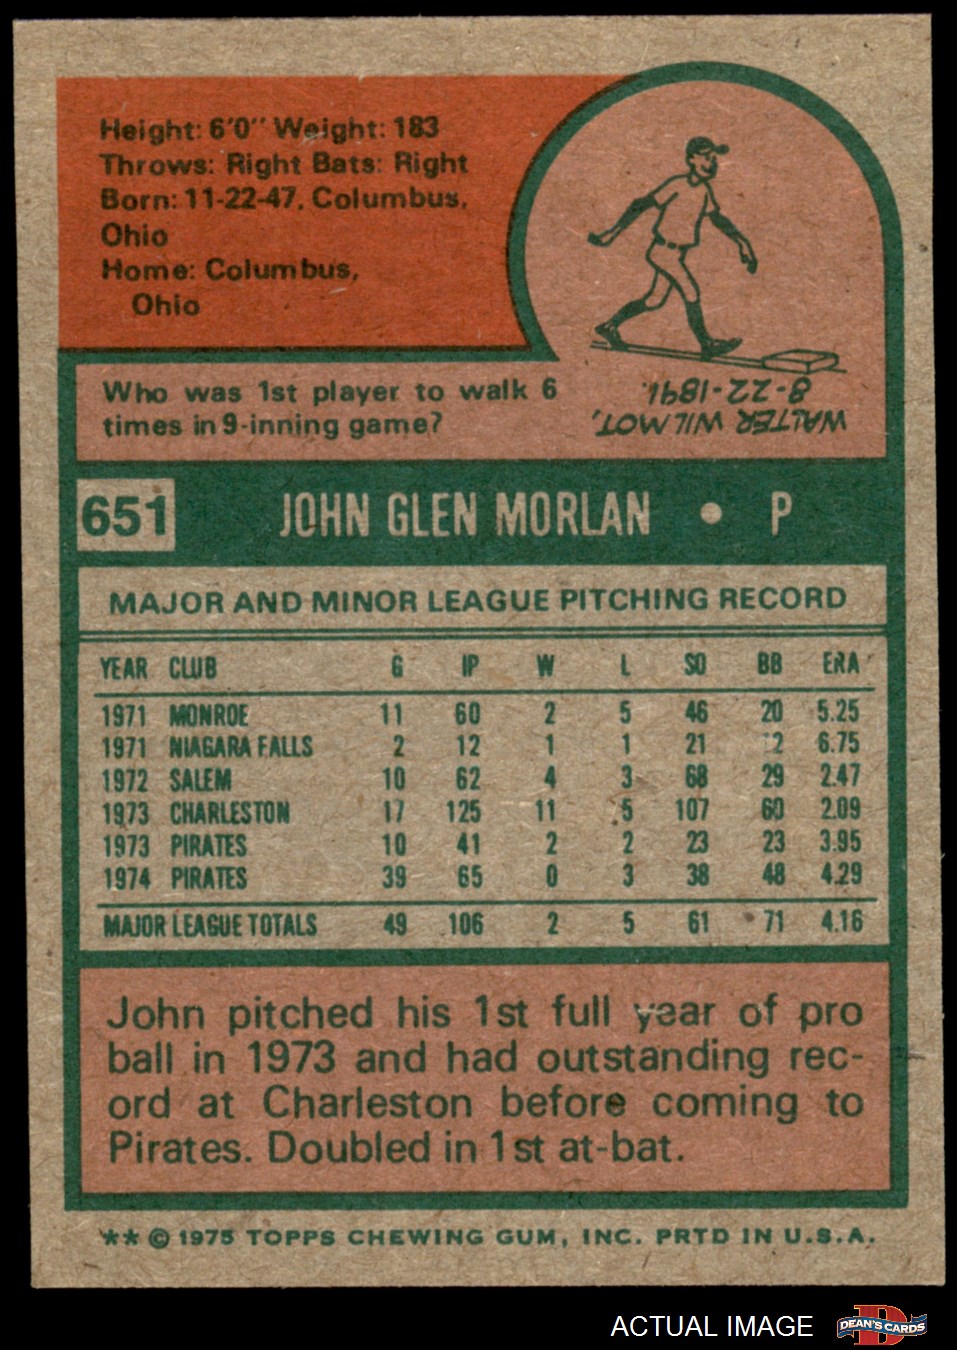 Height: 6'0" Weight: 183
Throws: Right Bats: Right
Born: 11-22-47, Columbus,
Ohio
Home: Columbus,
Ohio
Who was 1st player to walk 6
times in 9-inning game?
WALTER WILMOT,
8-22-1891.
651 JOHN GLEN MORLAN • P
MAJOR AND MINOR LEAGUE PITCHING RECORD
YEAR CLUB G IP W L SO BB ERA
1971 MONROE 11 60 2 5 46 20 5.25
1971 NIAGARA FALLS 2 12 1 1 21 12 6.75
1972 SALEM 10 62 4 3 68 29 2.47
1973 CHARLESTON 17 125 11 5 107 60 2.09
1973 PIRATES 10 41 2 2 23 23 3.95
1974 PIRATES 39 65 0 3 38 48 4.29
MAJOR LEAGUE TOTALS 49 106 2 5 61 71 4.16
John pitched his 1st full year of pro
ball in 1973 and had outstanding rec-
ord at Charleston before coming to
Pirates. Doubled in 1st at-bat.
** © 1975 TOPPS CHEWING GUM, INC. PRTD IN U.S.A.
ACTUAL IMAGE
D
DEAN'S CARDS